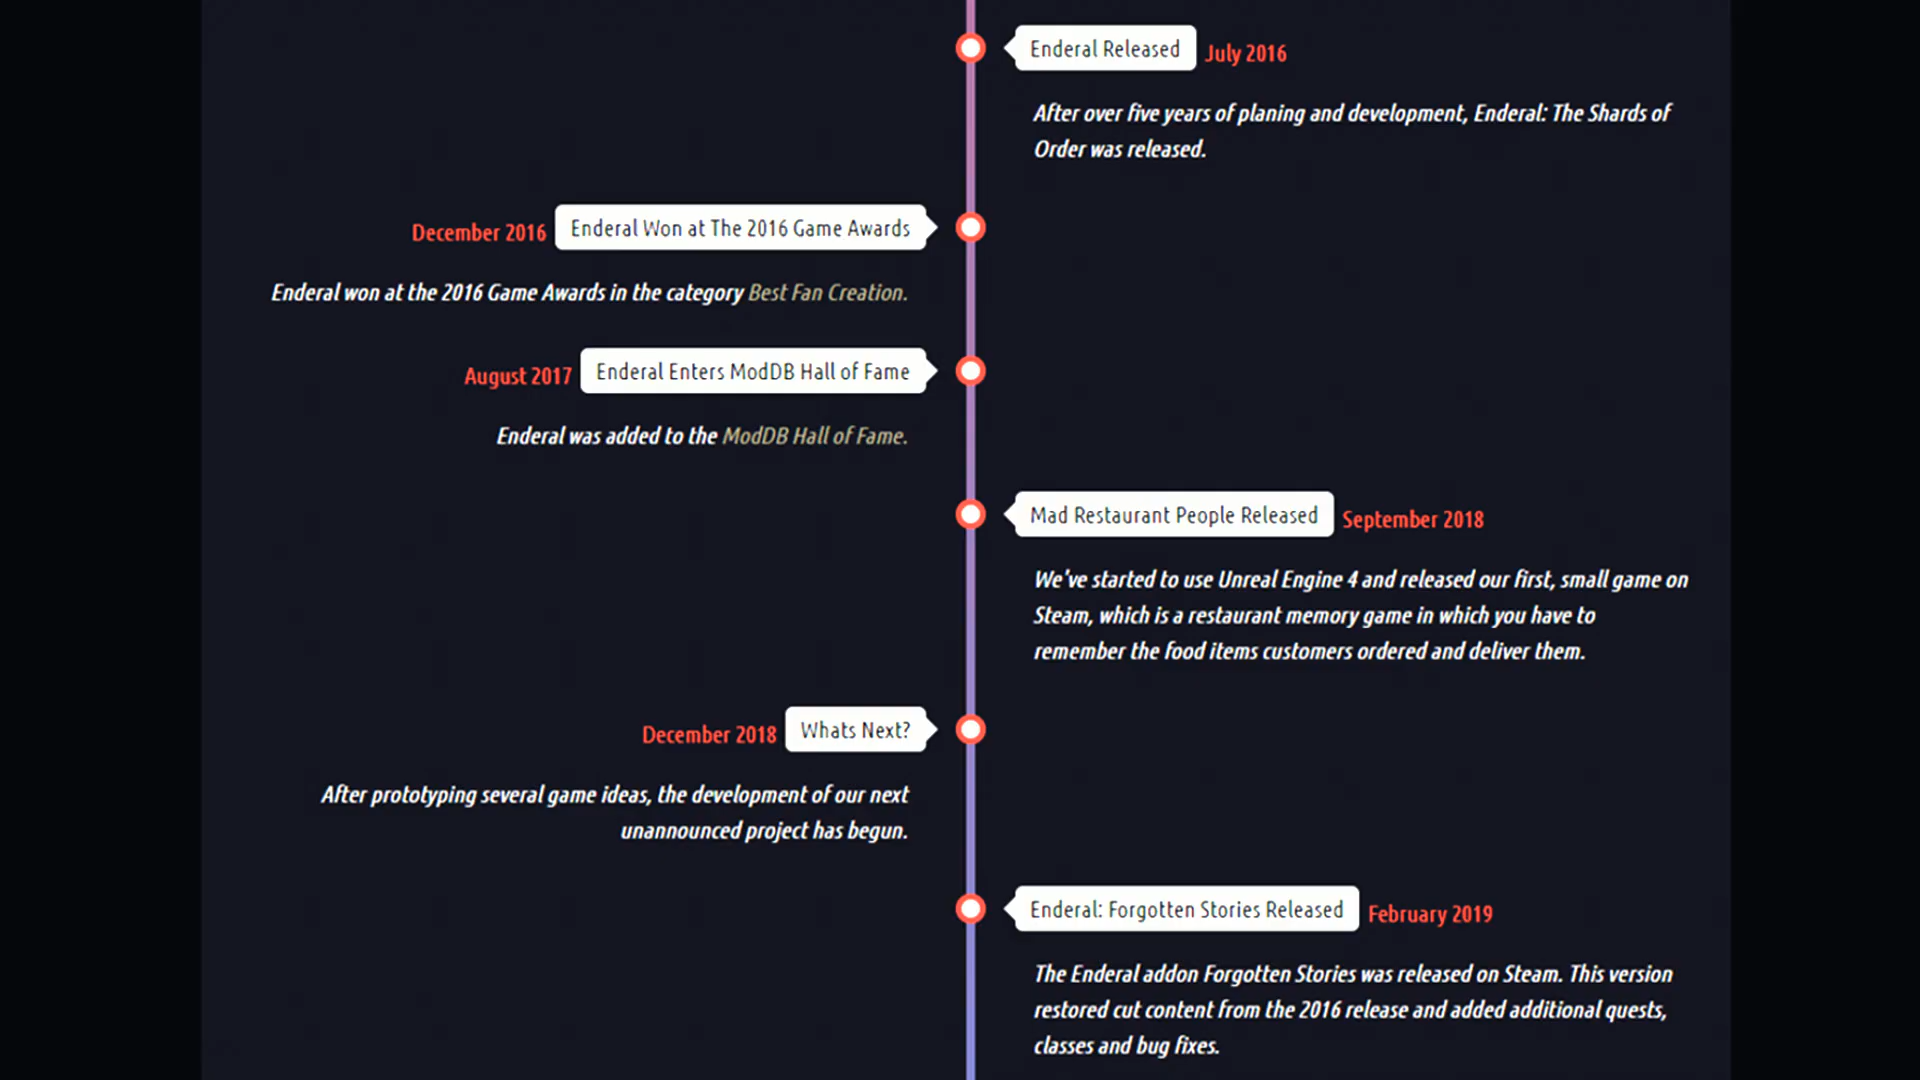 Enderal Released July 2016
After over five years of planing and development, Enderal: The Shards of
Order was released.
December 2016 Enderal Won at The 2016 Game Awards
Enderal won at the 2016 Game Awards in the category Best Fan Creation.
August 2017 Enderal Enters ModDB Hall of Fame
Enderal was added to the ModDB Hall of Fame.
Mad Restaurant People Released September 2018
We've started to use Unreal Engine 4 and released our first, small game on
Steam, which is a restaurant memory game in which you have to
remember the food items customers ordered and deliver them.
December 2018 Whats Next?
After prototyping several game ideas, the development of our next
unannounced project has begun.
Enderal: Forgotten Stories Released February 2019
The Enderal addon Forgotten Stories was released on Steam. This version
restored cut content from the 2016 release and added additional quests,
classes and bug fixes.